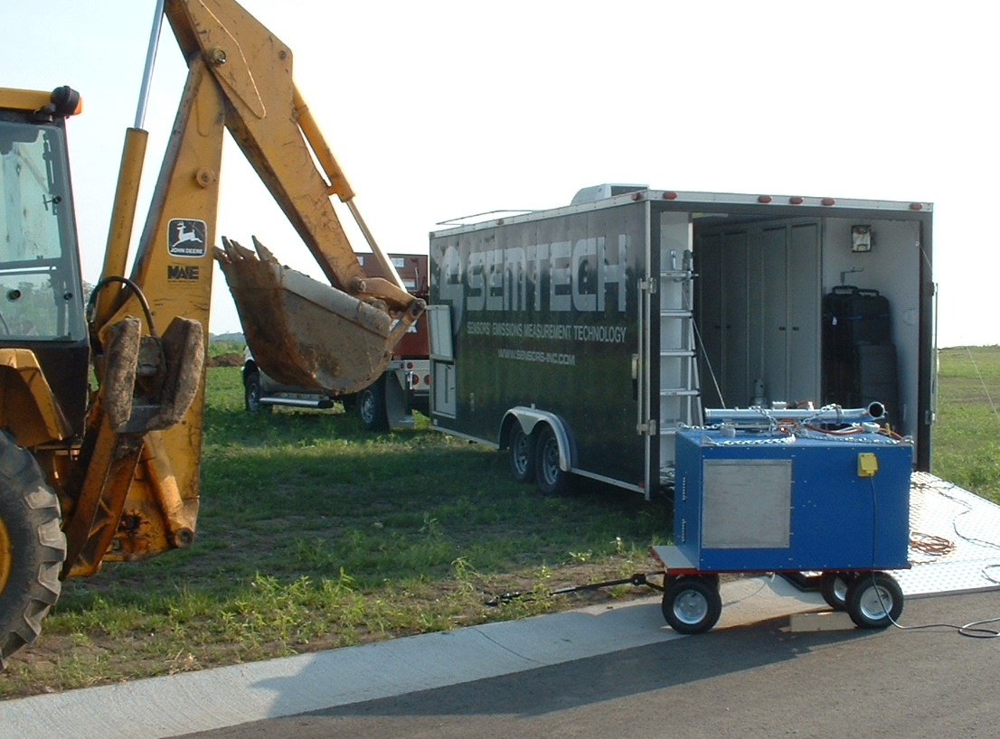 JOHN DEERE
SEMTECH
SENSORS' EMISSIONS MEASUREMENT TECHNOLOGY
WWW.SENSORS-INC.COM